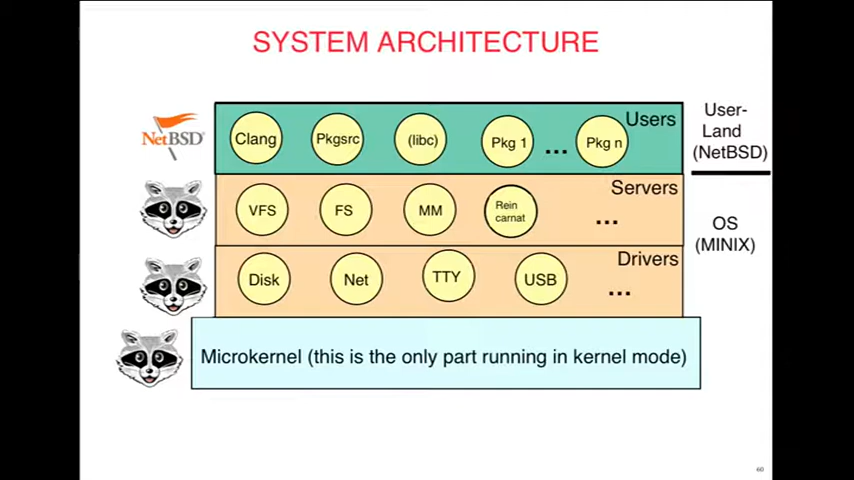 SYSTEM ARCHITECTURE
NetBSD®
Clang
Pkgsrc
(libc)
Pkg 1
...
Pkg n
Users
User-
Land
(NetBSD)
VFS
FS
MM
Rein
carnat
...
Servers
OS
(MINIX)
Disk
Net
TTY
USB
...
Drivers
Microkernel (this is the only part running in kernel mode)
60